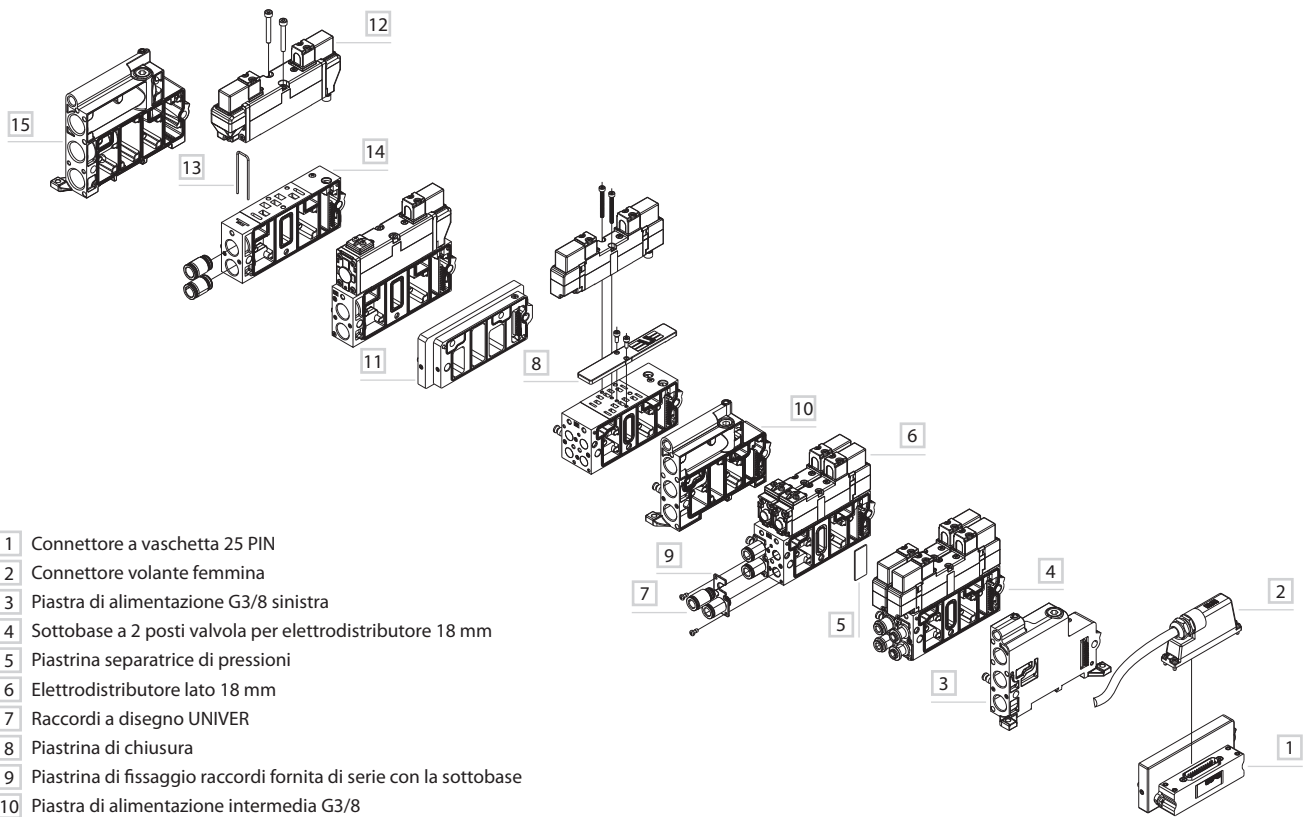 12
15
13
14
11
8
10
6
9
7
5
4
2
3
1
1 Connettore a vaschetta 25 PIN
2 Connettore volante femmina
3 Piastra di alimentazione G3/8 sinistra
4 Sottobase a 2 posti valvola per elettrodistributore 18 mm
5 Piastrina separatrice di pressioni
6 Elettrodistributore lato 18 mm
7 Raccordi a disegno UNIVER
8 Piastrina di chiusura
9 Piastrina di fissaggio raccordi fornita di serie con la sottobase
10 Piastra di alimentazione intermedia G3/8